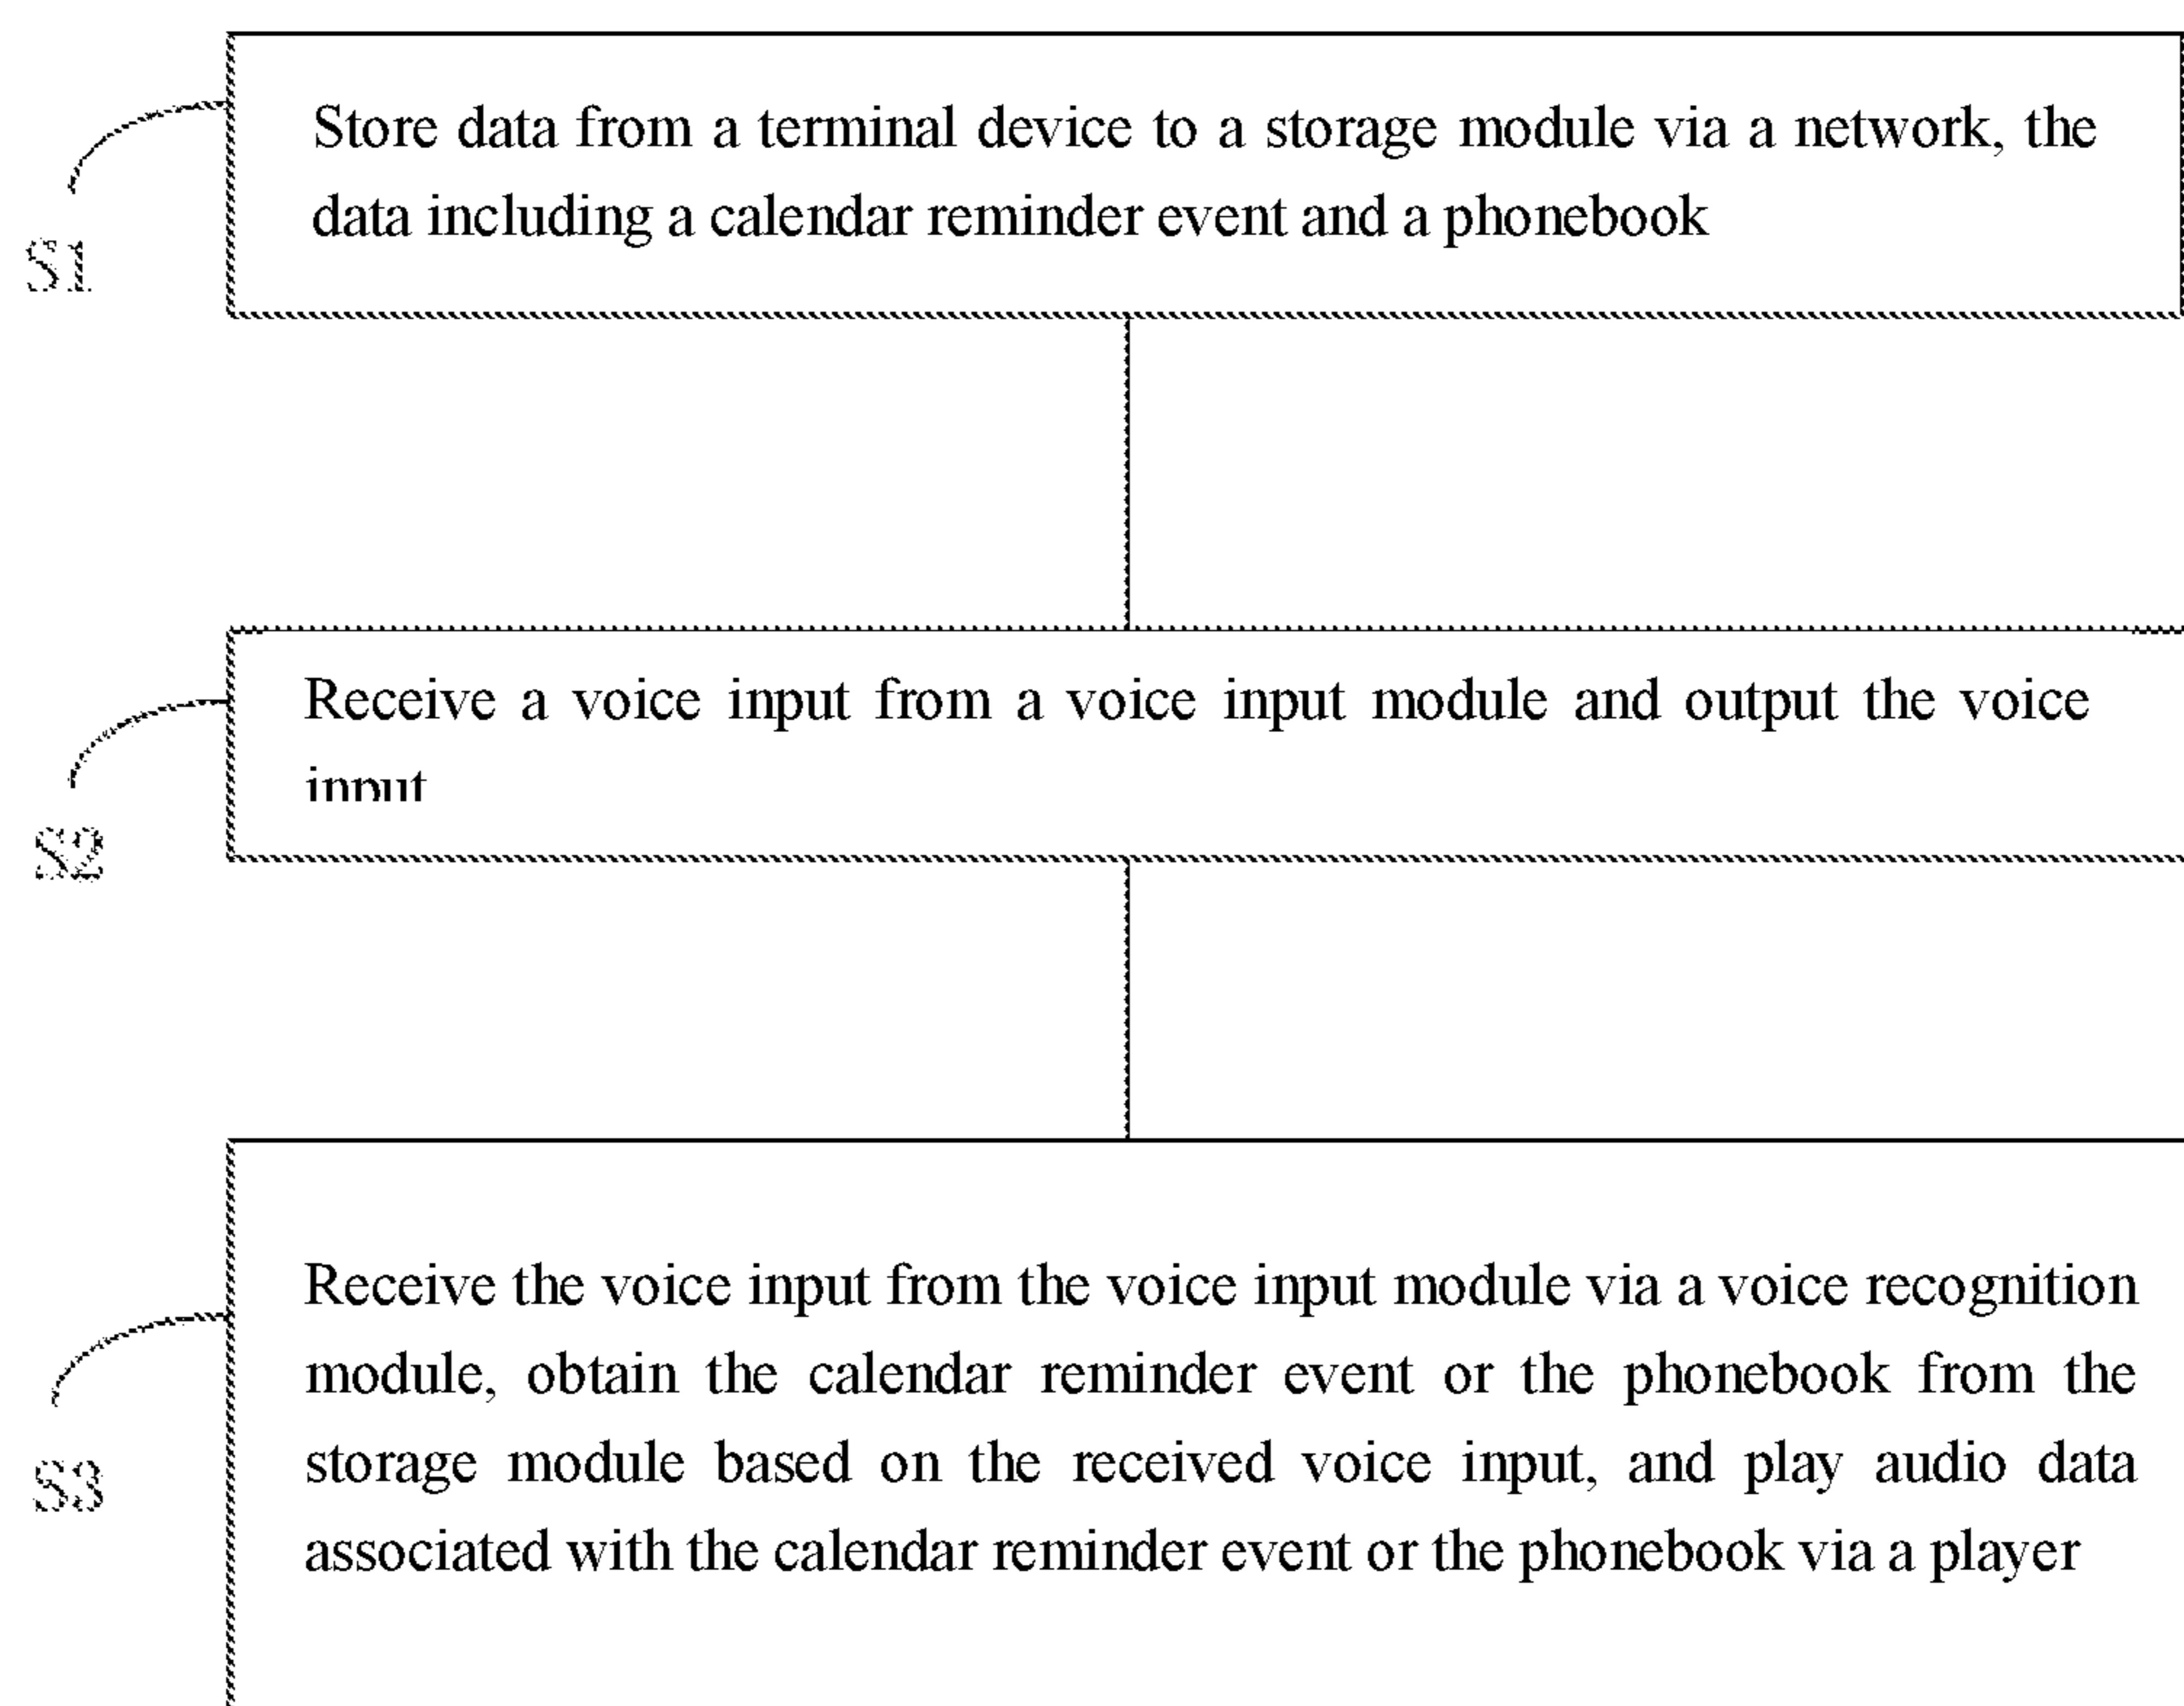 Store data from a terminal device to a storage module via a network, the
data including a calendar reminder event and a phonebook
S1
Receive a voice input from a voice input module and output the voice
input
S2
Receive the voice input from the voice input module via a voice recognition
module, obtain the calendar reminder event or the phonebook from the
storage module based on the received voice input, and play audio data
associated with the calendar reminder event or the phonebook via a player
S3